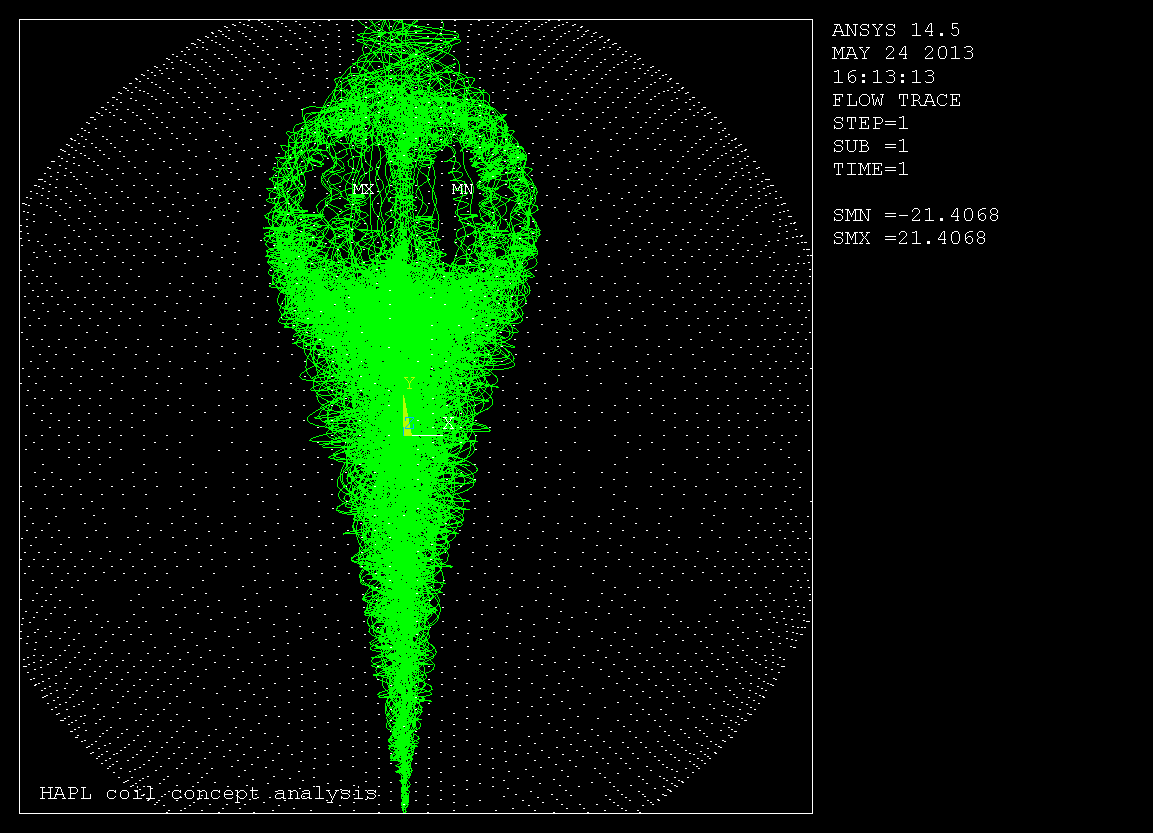 ANSYS 14.5
MAY 24 2013
16:13:13
FLOW TRACE
STEP=1
SUB =1
TIME=1
SMN =-21.4068
SMX =21.4068
MX
MN
Y
Z
X
HAPL coil concept analysis